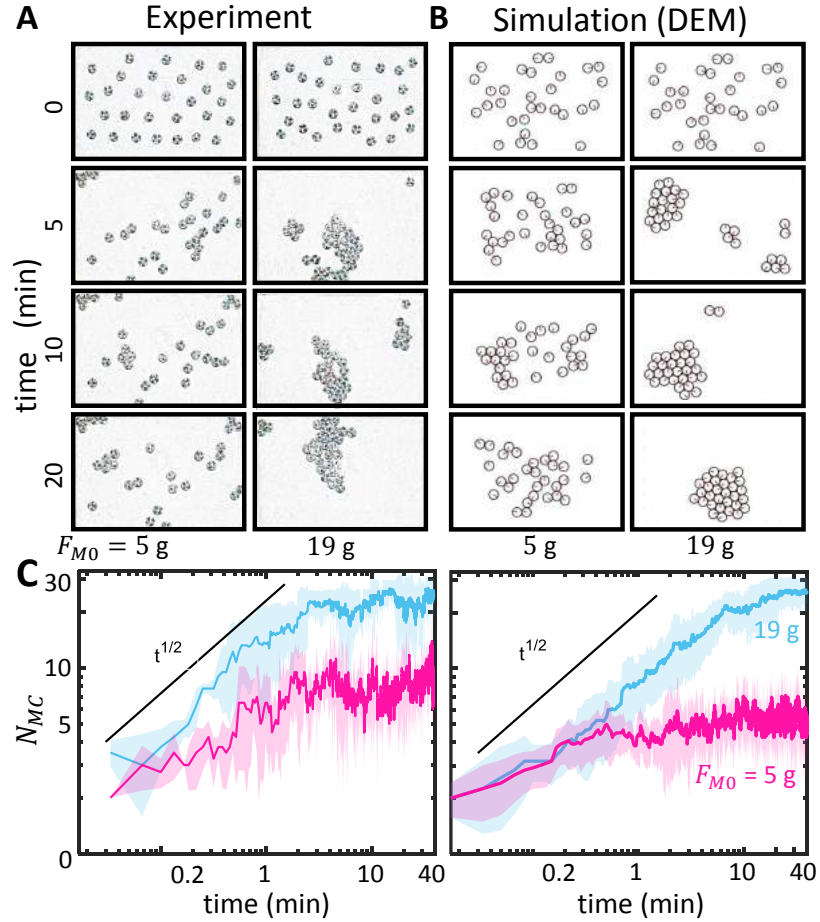 A Experiment
B Simulation (DEM)
time (min)
0
5
10
20
F_M0 = 5 g
19 g
5 g
19 g
C
N_MC
30
10
5
0
t^1/2
0.2
1
10
40
time (min)
t^1/2
19 g
F_M0 = 5 g
0.2
1
10
40
time (min)